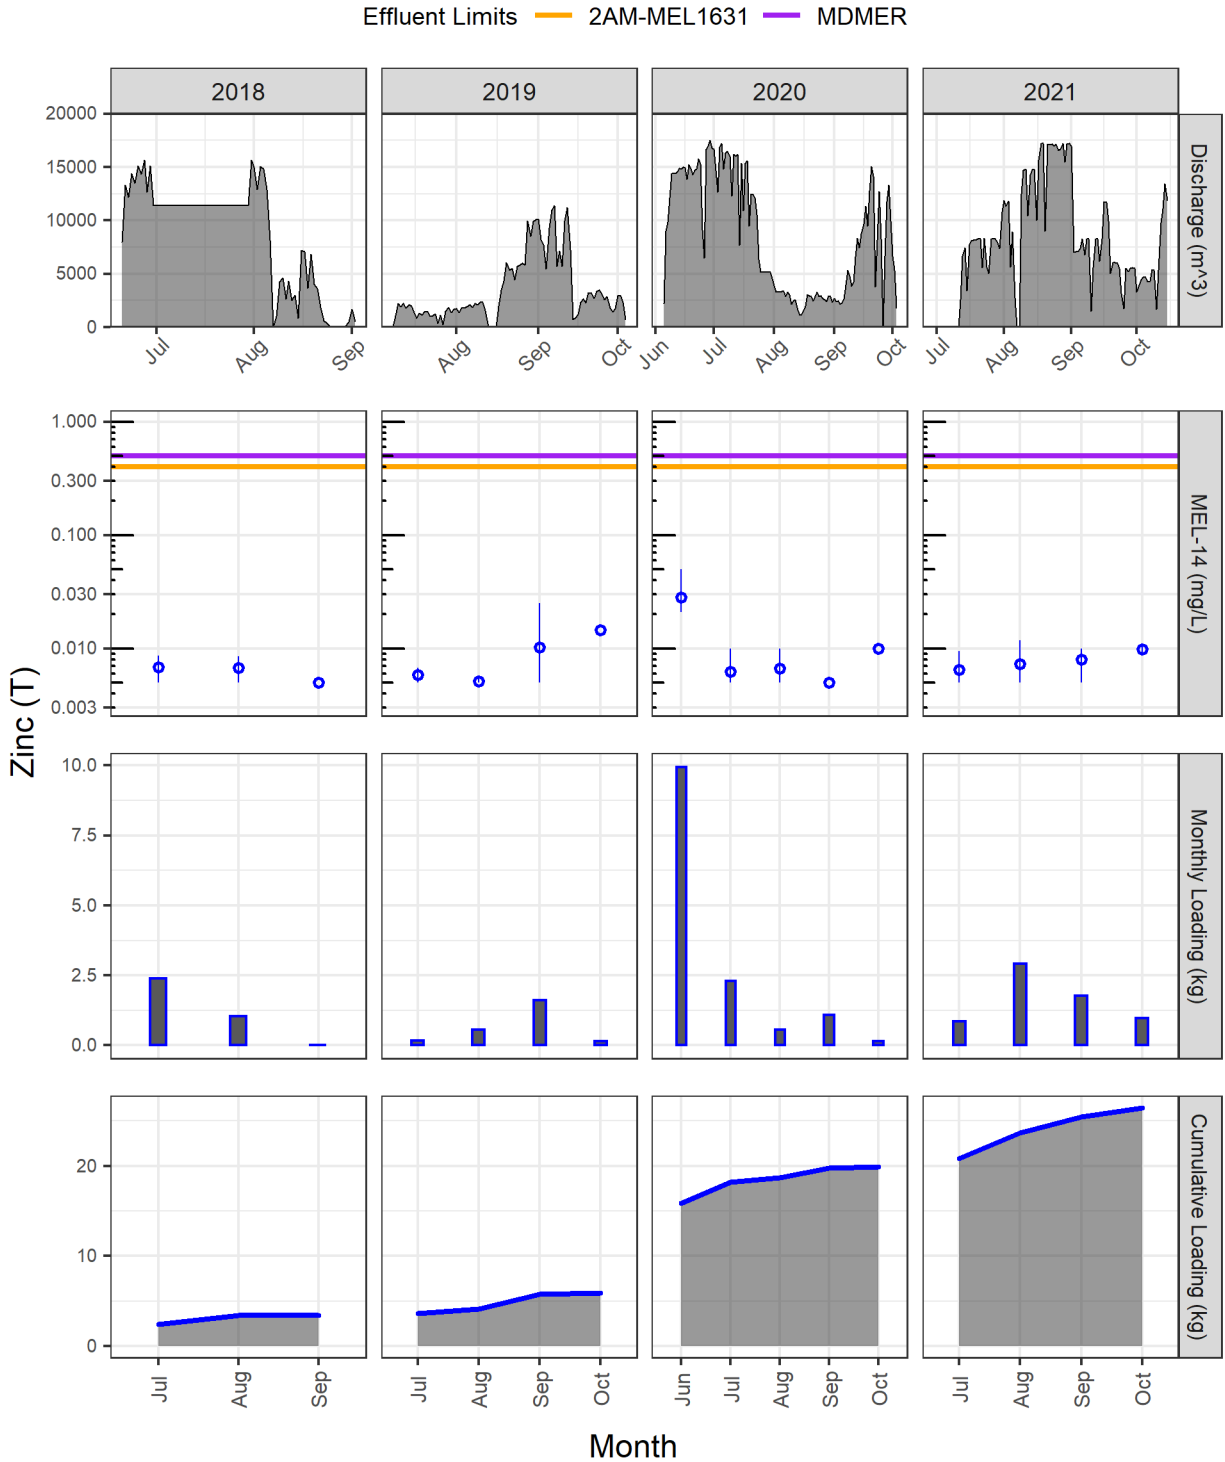 Effluent Limits 2AM-MEL1631 MDMER
2018 2019 2020 2021
20000
15000
10000
5000
0
Discharge (m^3)
Jul Aug Sep Aug Sep Oct Jun Jul Aug Sep Oct Jul Aug Sep Oct
1.000
0.300
0.100
0.030
0.010
0.003
MEL-14 (mg/L)
Zinc (T)
10.0
7.5
5.0
2.5
0.0
Monthly Loading (kg)
20
10
0
Cumulative Loading (kg)
Jul Aug Sep Jul Aug Sep Oct Jun Jul Aug Sep Oct Jul Aug Sep Oct
Month